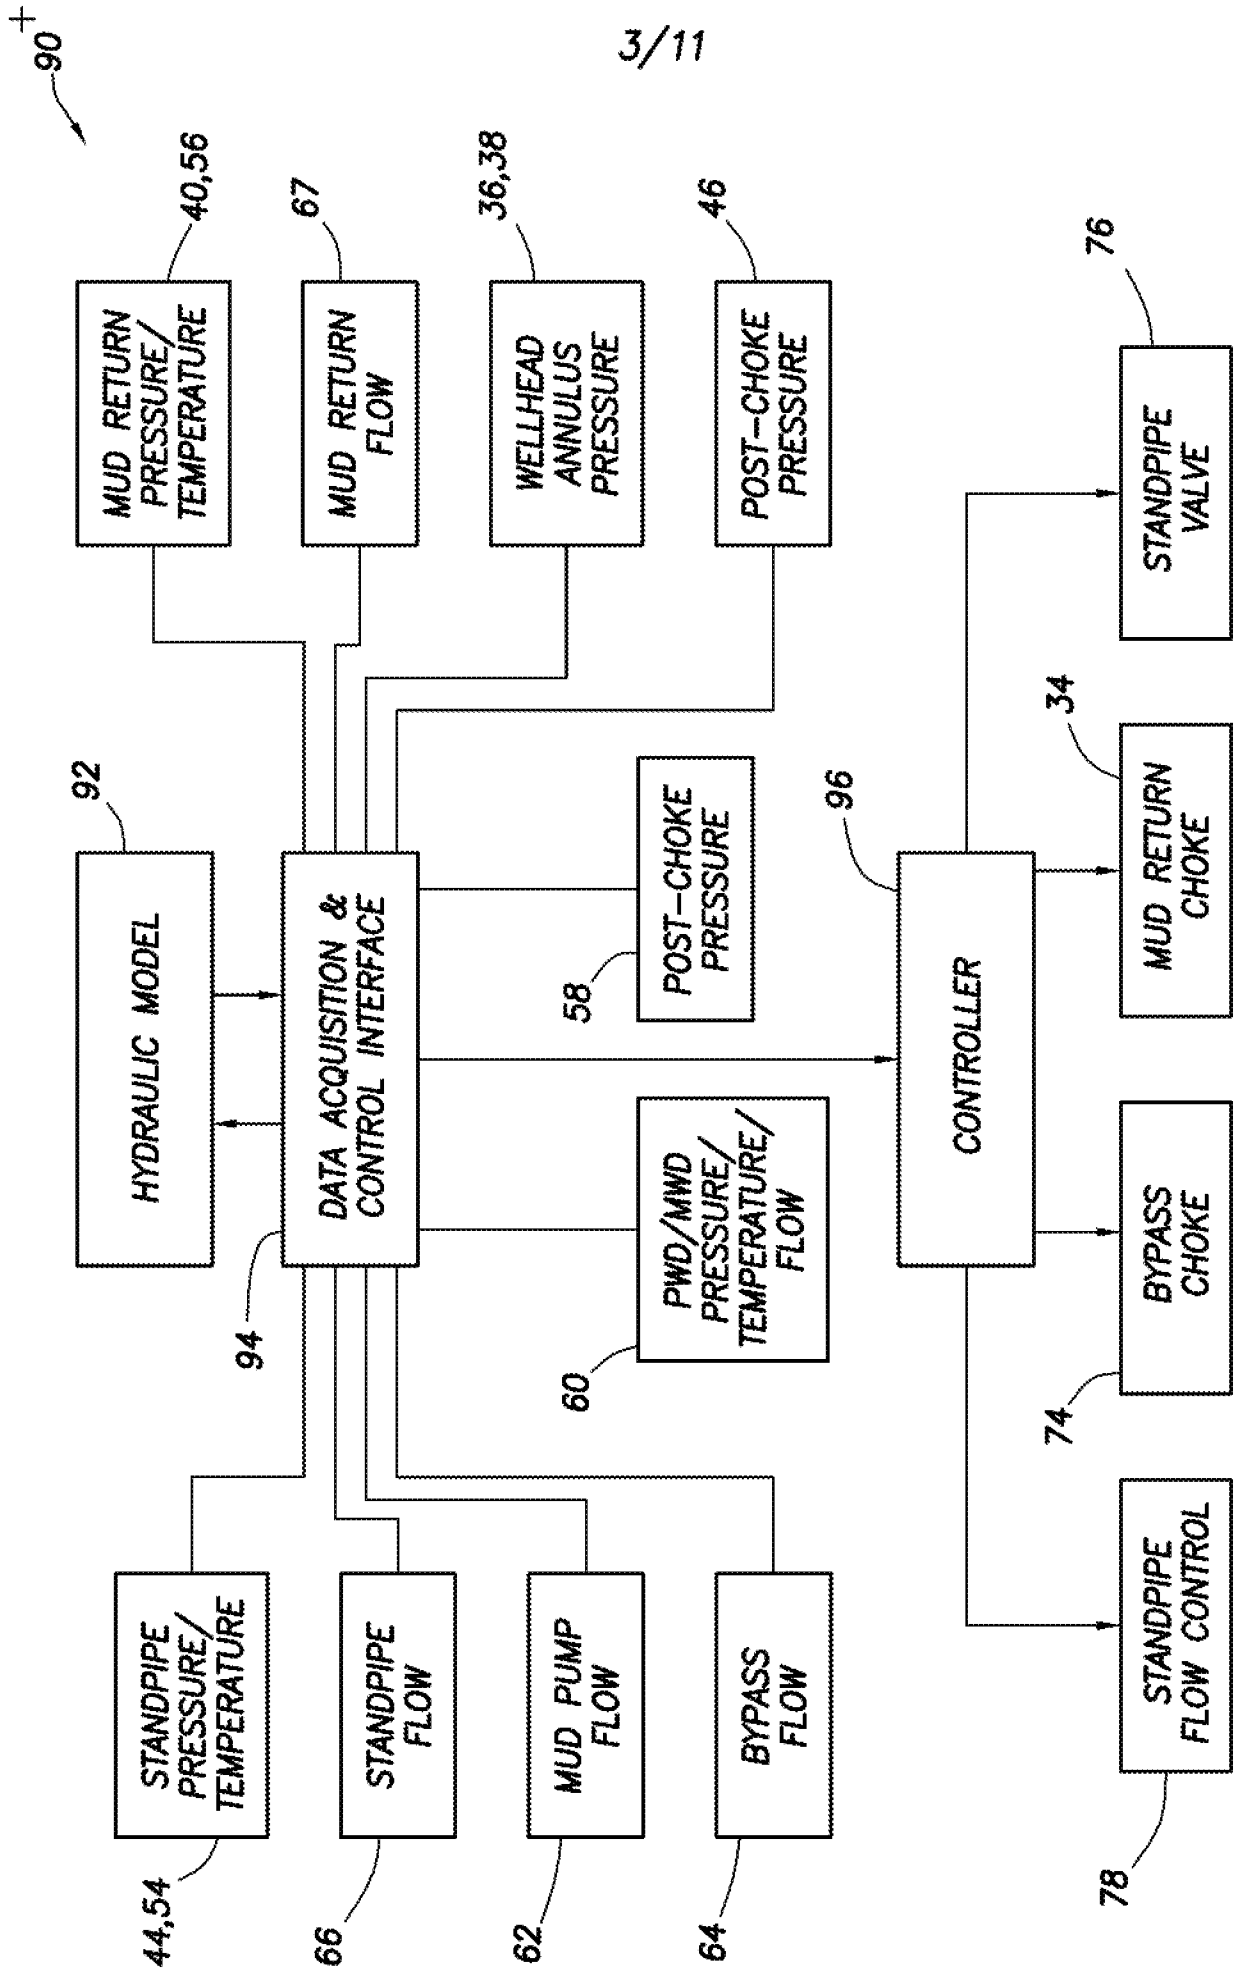 3/11
90
HYDRAULIC MODEL
92
STANDPIPE
PRESSURE/
TEMPERATURE
44,54
STANDPIPE
FLOW
66
MUD PUMP
FLOW
62
BYPASS
FLOW
64
DATA ACQUISITION &
CONTROL INTERFACE
94
MUD RETURN
PRESSURE/
TEMPERATURE
40,56
MUD RETURN
FLOW
67
WELLHEAD
ANNULUS
PRESSURE
36,38
POST-CHOKE
PRESSURE
46
PWD/MWD
PRESSURE/
TEMPERATURE/
FLOW
60
POST-CHOKE
PRESSURE
58
CONTROLLER
96
STANDPIPE
FLOW CONTROL
78
BYPASS
CHOKE
74
MUD RETURN
CHOKE
34
STANDPIPE
VALVE
76